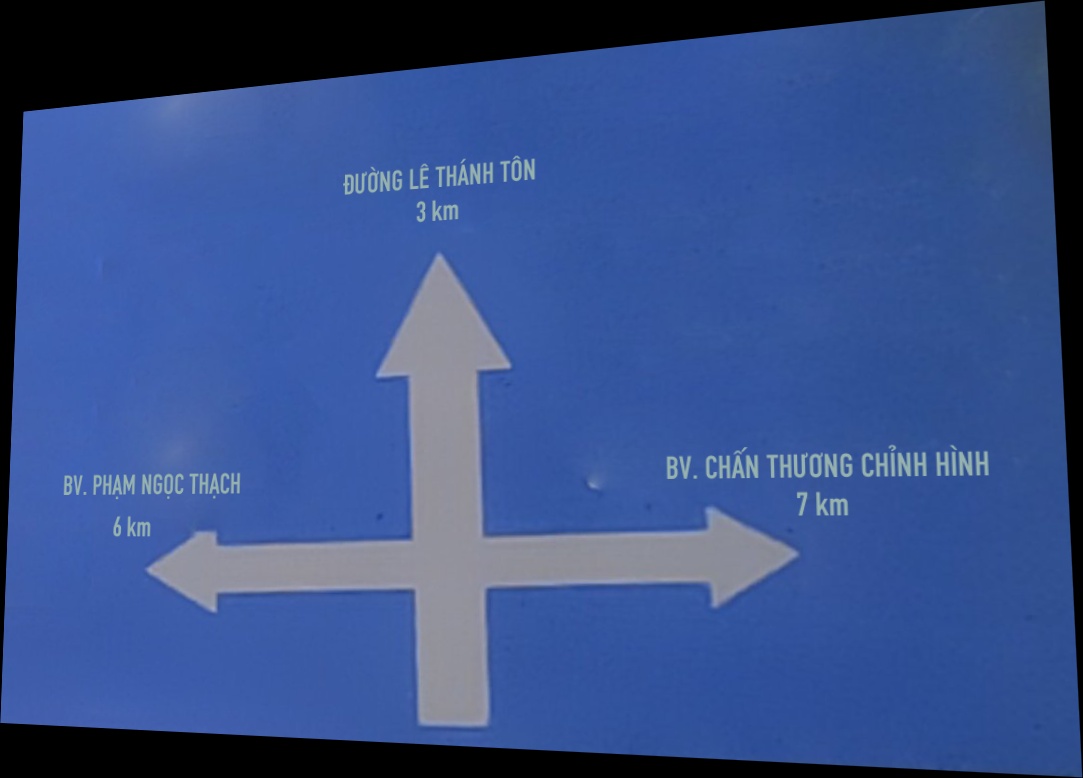 ĐƯỜNG LÊ THÁNH TÔN
3 km
BV. PHẠM NGỌC THẠCH
6 km
BV. CHẤN THƯƠNG CHỈNH HÌNH
7 km